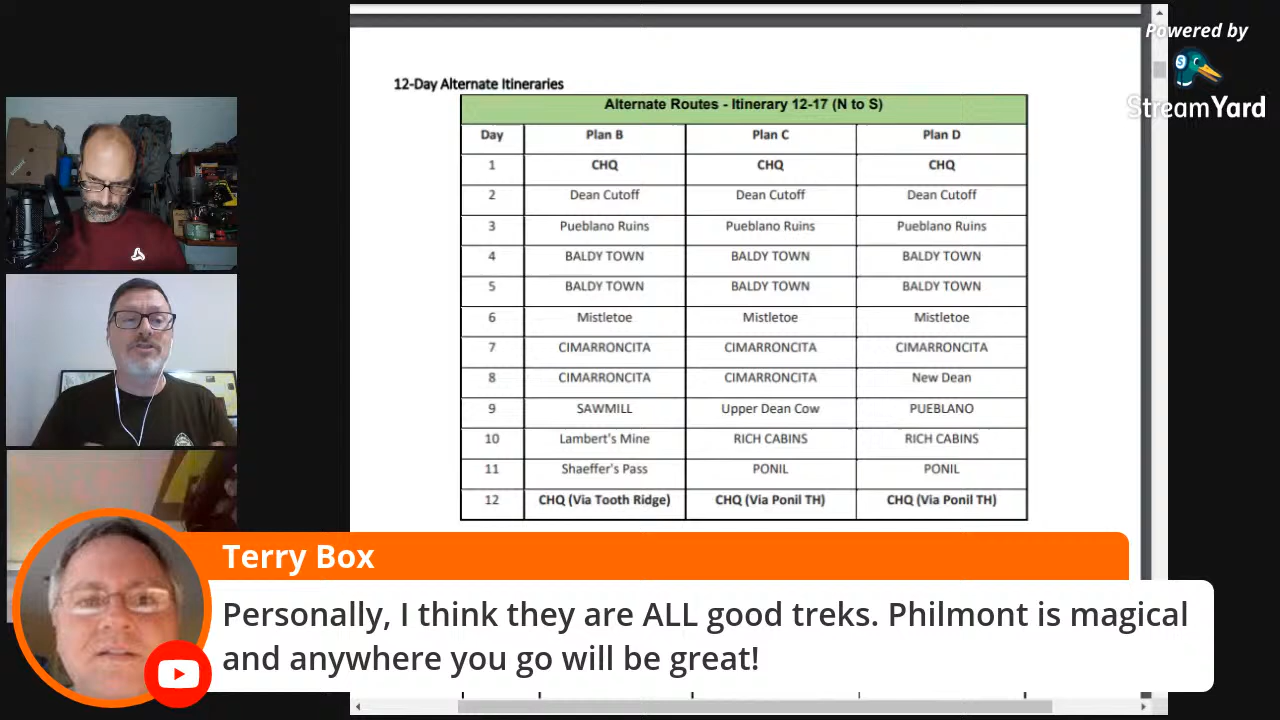 Powered by
StreamYard
12-Day Alternate Itineraries
Alternate Routes - Itinerary 12-17 (N to S)
Day Plan B Plan C Plan D
1 CHQ CHQ CHQ
2 Dean Cutoff Dean Cutoff Dean Cutoff
3 Pueblano Ruins Pueblano Ruins Pueblano Ruins
4 BALDY TOWN BALDY TOWN BALDY TOWN
5 BALDY TOWN BALDY TOWN BALDY TOWN
6 Mistletoe Mistletoe Mistletoe
7 CIMARRONCITA CIMARRONCITA CIMARRONCITA
8 CIMARRONCITA CIMARRONCITA New Dean
9 SAWMILL Upper Dean Cow PUEBLANO
10 Lambert's Mine RICH CABINS RICH CABINS
11 Shaeffer's Pass PONIL PONIL
12 CHQ (Via Tooth Ridge) CHQ (Via Ponil TH) CHQ (Via Ponil TH)
Terry Box
Personally, I think they are ALL good treks. Philmont is magical
and anywhere you go will be great!